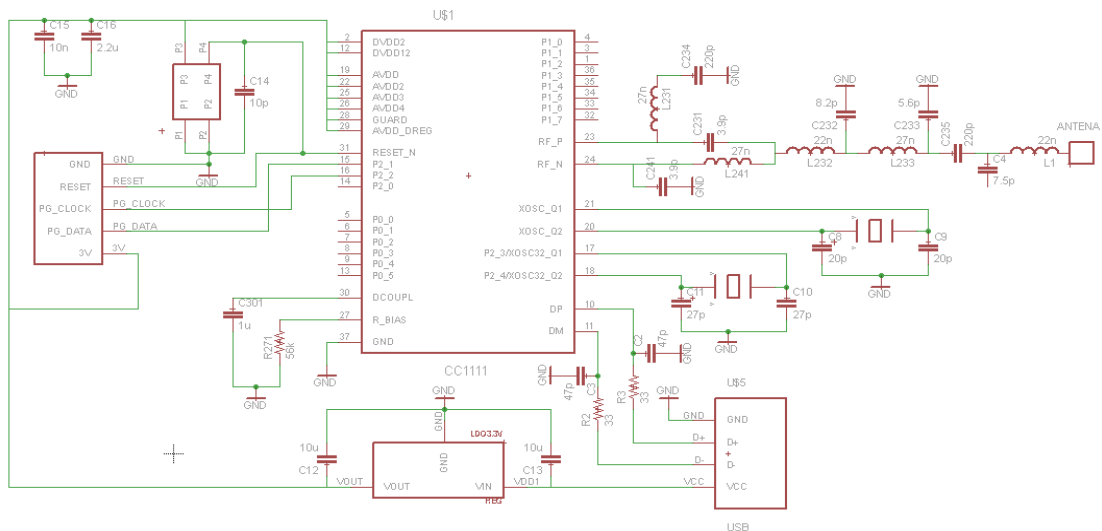 U$1
C15
10n
C16
2.2u
GND
P3
P4
P3
P4
P1
P2
P1
P2
C14
10p
GND
GND
RESET
PG_CLOCK
PG_DATA
3V
GND
RESET
PG_CLOCK
PG_DATA
3V
2
12
19
22
25
26
28
29
31
15
16
14
5
6
7
8
9
13
30
27
37
DVDD2
DVDD12
AVDD
AVDD2
AVDD3
AVDD4
GUARD
AVDD_DREG
RESET_N
P2_1
P2_2
P2_0
P0_0
P0_1
P0_2
P0_3
P0_4
P0_5
DCOUPL
R_BIAS
GND
P1_0
P1_1
P1_2
P1_3
P1_4
P1_5
P1_6
P1_7
RF_P
RF_N
XOSC_Q1
XOSC_Q2
P2_3/XOSC32_Q1
P2_4/XOSC32_Q2
DP
DM
4
3
1
36
35
34
33
32
23
24
21
20
17
18
10
11
CC1111
C301
1u
R271
56k
GND
GND
27n
L231
C234
220p
GND
C231
3.9p
C241
3.9p
GND
27n
L241
22n
L232
GND
8.2p
C232
27n
L233
GND
5.6p
C233
C235
220p
C4
7.5p
22n
L1
ANTENA
C8
20p
C9
20p
GND
C11
27p
C10
27p
GND
C2
47p
GND
GND
C3
47p
R2
33
R3
33
U$5
GND
D+
D-
VCC
GND
GND
D+
D-
VCC
USB
GND
10u
C12
10u
C13
VOUT
VOUT
GND
GND
LDO3.3V
VIN
REG
VDD1